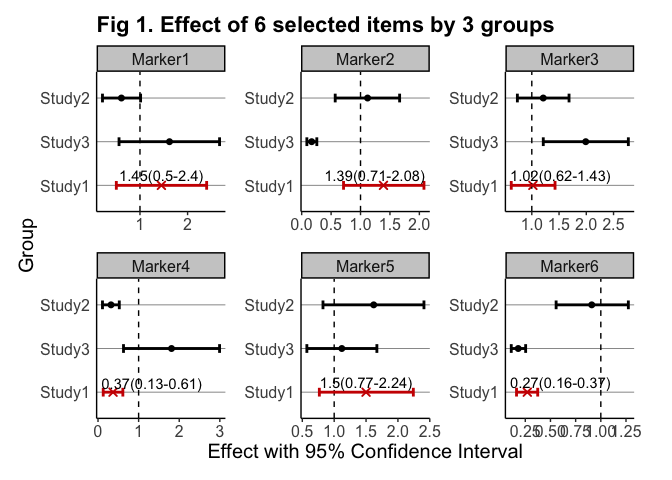 Fig 1. Effect of 6 selected items by 3 groups
Marker1 Marker2 Marker3
Study2 Study2 Study2
Study3 Study3 Study3
1.45(0.5-2.4) 1.39(0.71-2.08) 1.02(0.62-1.43)
Study1 Study1 Study1
1 2 0.0 0.5 1.0 1.5 2.0 1.0 1.5 2.0 2.5
Group
Marker4 Marker5 Marker6
Study2 Study2 Study2
Study3 Study3 Study3
0.37(0.13-0.61) 1.5(0.77-2.24) 0.27(0.16-0.37)
Study1 Study1 Study1
0 1 2 3 0.5 1.0 1.5 2.0 2.5 0.25 0.50 0.75 1.00 1.25
Effect with 95% Confidence Interval